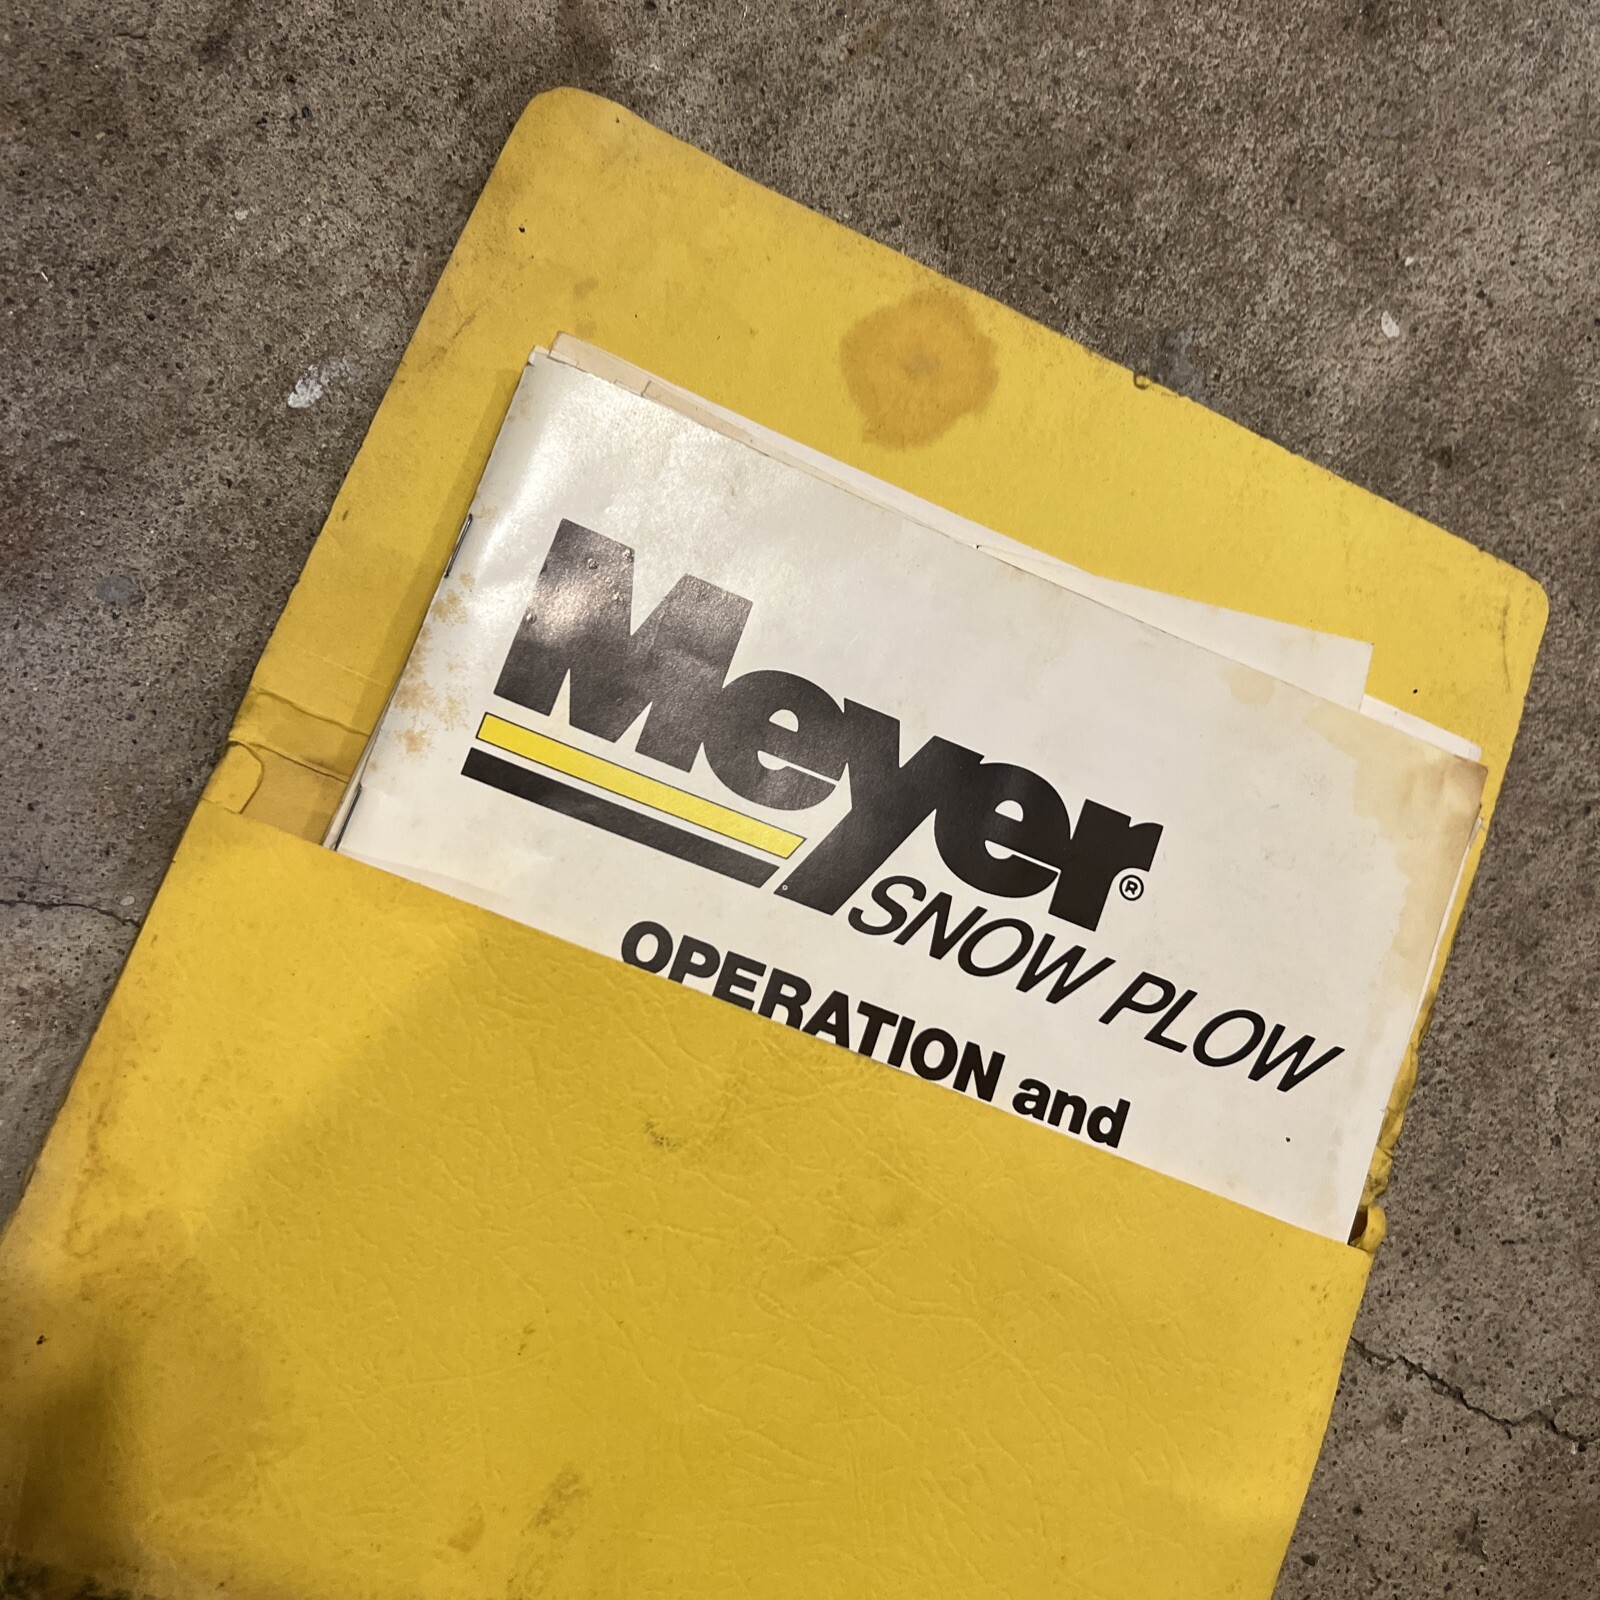 Meyer®
SNOW PLOW
OPERATION and